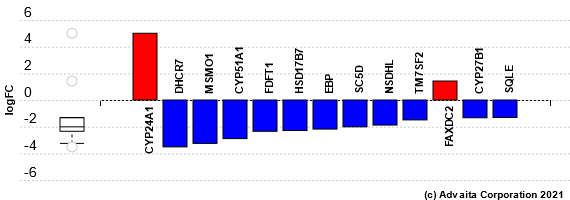 6
4
2
0
-2
-4
-6
logFC
CYP24A1
DHCR7
MSMO1
CYP51A1
FDFT1
HSD17B7
EBP
SC5D
NSDHL
TM7SF2
FAXDC2
CYP27B1
SQLE
(c) Advaita Corporation 2021